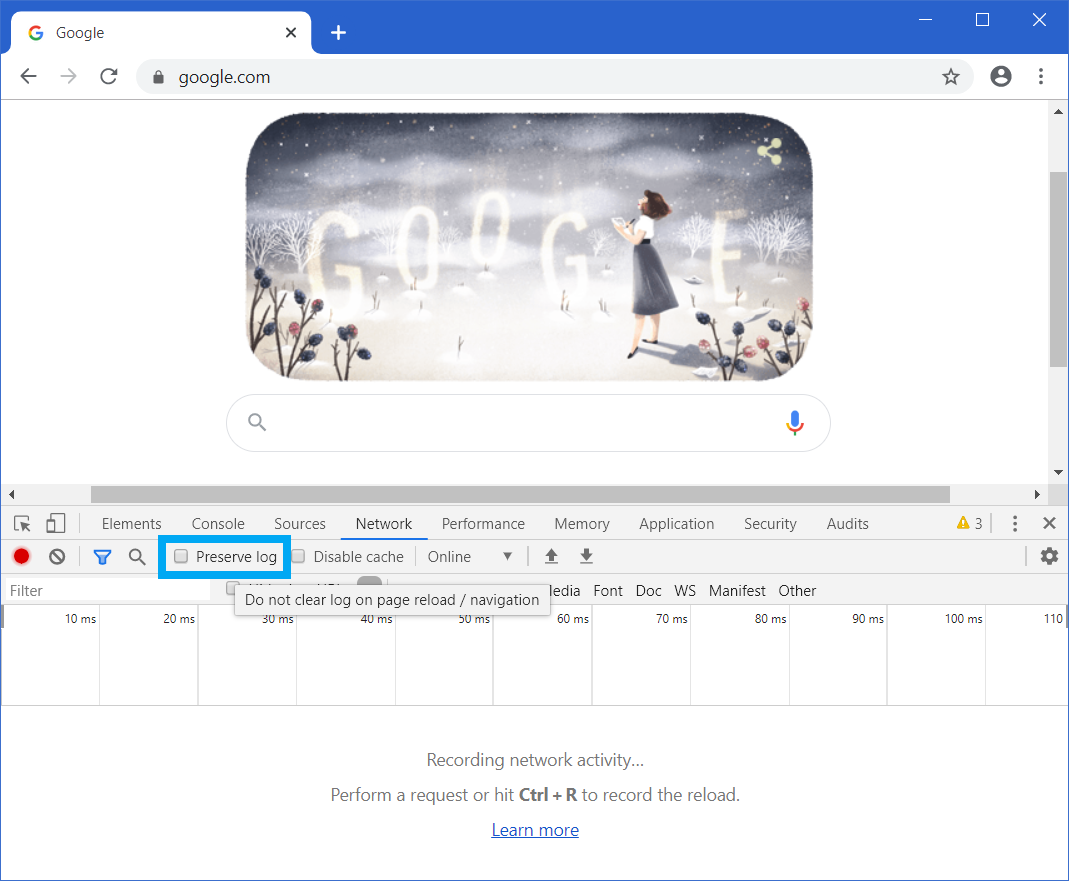 Google
google.com
GOOGE
Elements Console Sources Network Performance Memory Application Security Audits 3
Preserve log Disable cache Online
Filter Font Doc WS Manifest Other
Do not clear log on page reload / navigation
10 ms 20 ms 30 ms 40 ms 50 ms 60 ms 70 ms 80 ms 90 ms 100 ms 110
Recording network activity...
Perform a request or hit Ctrl + R to record the reload.
Learn more